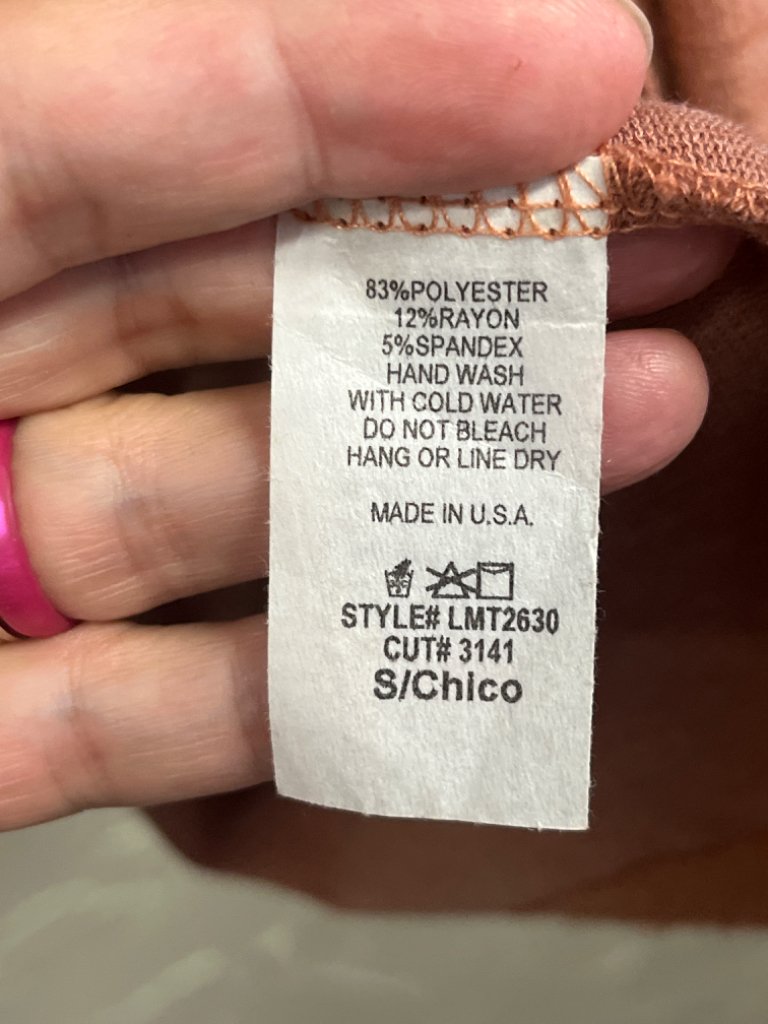 83%POLYESTER
12%RAYON
5%SPANDEX
HAND WASH
WITH COLD WATER
DO NOT BLEACH
HANG OR LINE DRY
MADE IN U.S.A.
STYLE# LMT2630
CUT# 3141
S/Chico